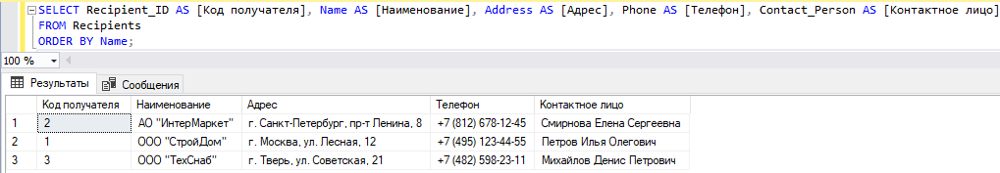 SELECT Recipient_ID AS [Код получателя], Name AS [Наименование], Address AS [Адрес], Phone AS [Телефон], Contact_Person AS [Контактное лицо]
FROM Recipients
ORDER BY Name;
100 %
Результаты Сообщения
Код получателя Наименование Адрес Телефон Контактное лицо
1 2 АО "ИнтерМаркет" г. Санкт-Петербург, пр-т Ленина, 8 +7 (812) 678-12-45 Смирнова Елена Сергеевна
2 1 ООО "СтройДом" г. Москва, ул. Лесная, 12 +7 (495) 123-44-55 Петров Илья Олегович
3 3 ООО "ТехСнаб" г. Тверь, ул. Советская, 21 +7 (482) 598-23-11 Михайлов Денис Петрович